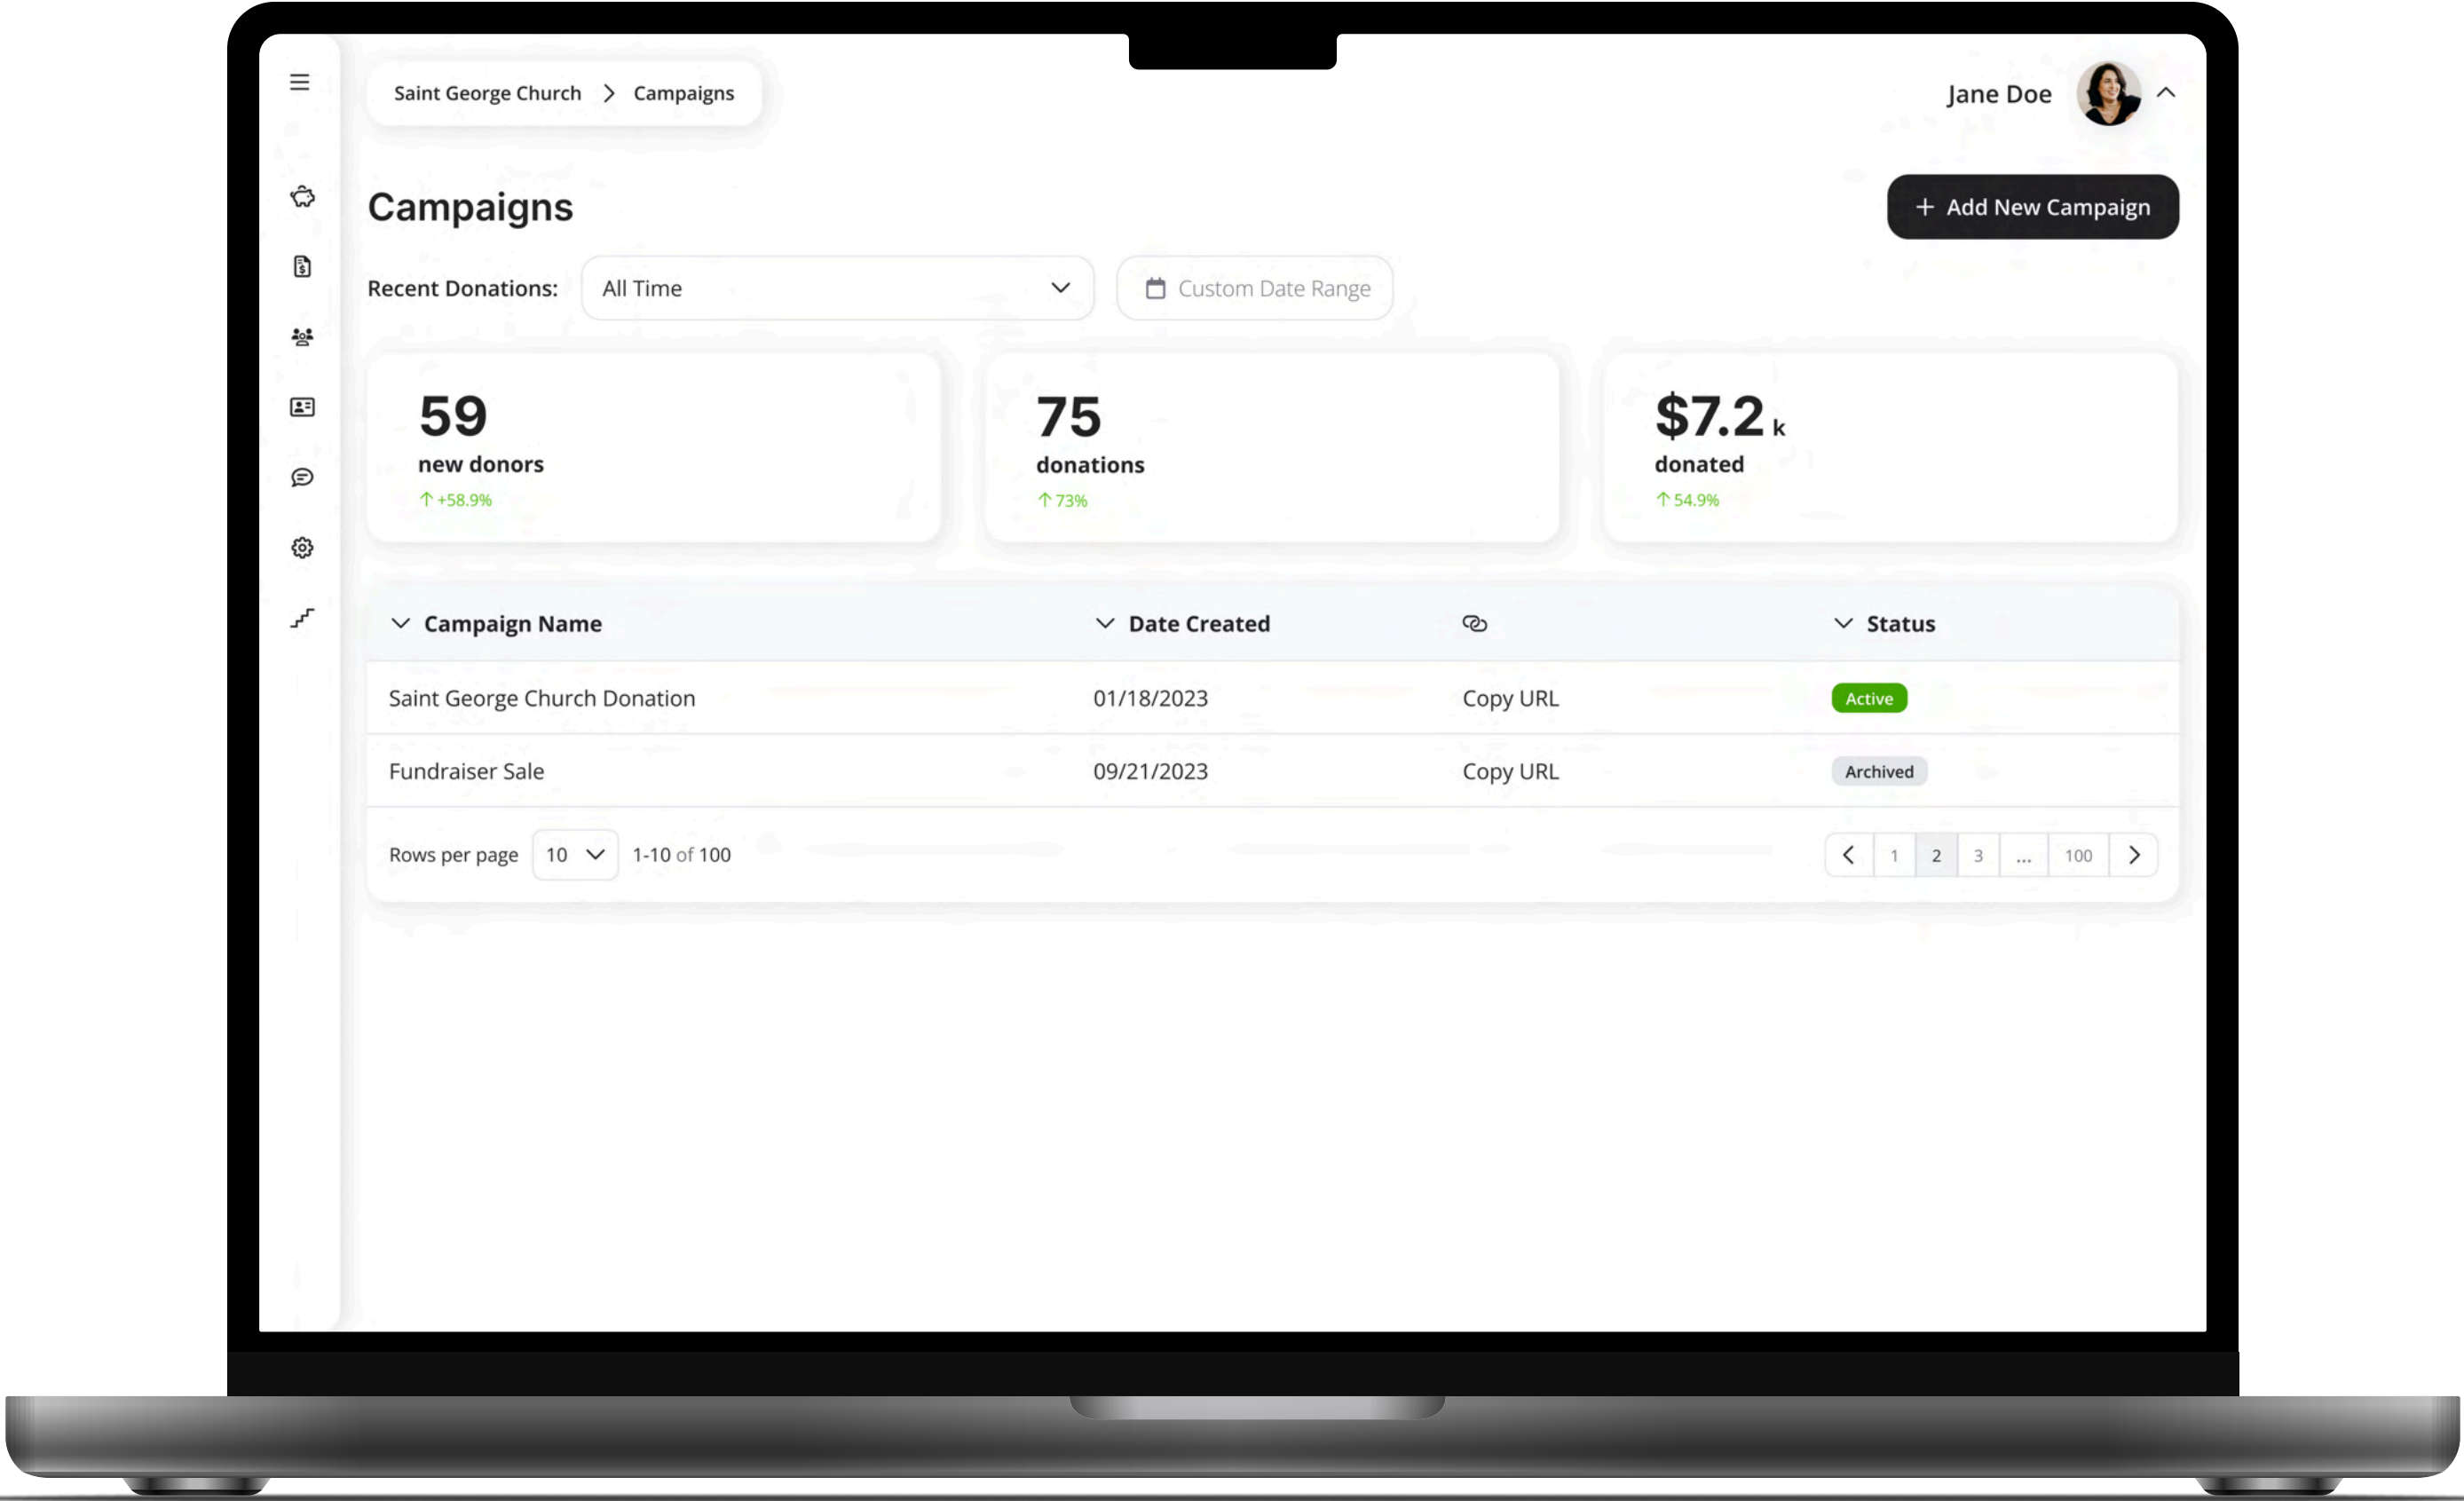 Saint George Church > Campaigns
Jane Doe
Campaigns
+ Add New Campaign
Recent Donations: All Time Custom Date Range
59
new donors
↑ +58.9%
75
donations
↑ 73%
$7.2 k
donated
↑ 54.9%
Campaign Name Date Created Status
Saint George Church Donation 01/18/2023 Copy URL Active
Fundraiser Sale 09/21/2023 Copy URL Archived
Rows per page 10 1-10 of 100 1 2 3 ... 100